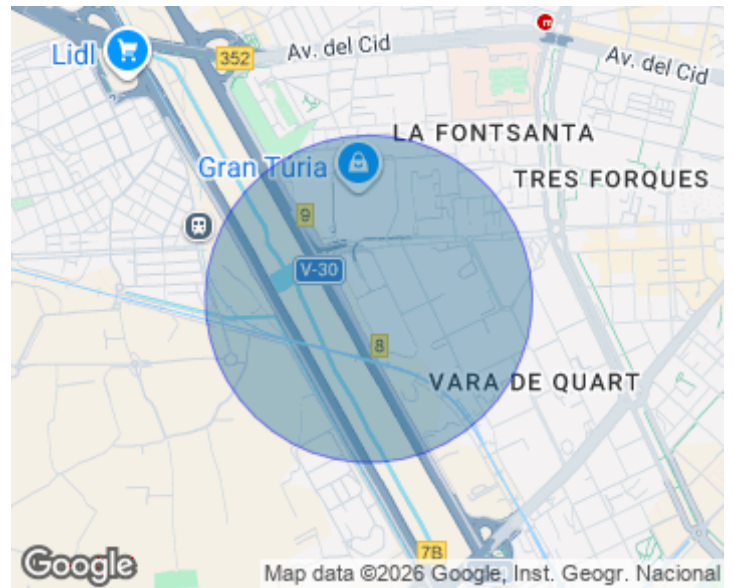 Lidl
352
Av. del Cid
m
Av. del Cid
LA FONTSANTA
Gran Túria
TRES FORQUES
9
V-30
8
VARA DE QUART
7B
Google
Map data ©2026 Google, Inst. Geogr. Nacional